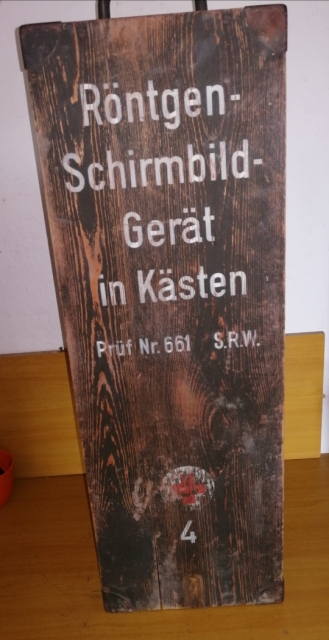 Röntgen-
Schirmbild-
Gerät
in Kästen
Prüf Nr. 661 S.R.W.
4